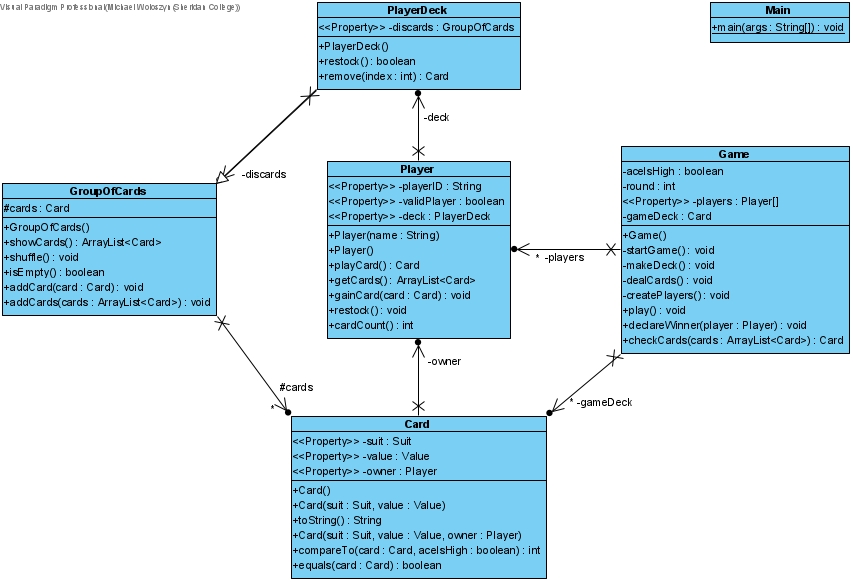 Visual Paradigm Professional(Michael Woloszyn(Sheridan College))
PlayerDeck
<<Property>> -discards : GroupOfCards
+PlayerDeck()
+restock() : boolean
+remove(index : int) : Card
Main
+main(args : String[]) : void
-deck
-discards
GroupOfCards
#cards : Card
+GroupOfCards()
+showCards() : ArrayList<Card>
+shuffle() : void
+isEmpty() : boolean
+addCard(card : Card) : void
+addCards(cards : ArrayList<Card>) : void
Player
<<Property>> -playerID : String
<<Property>> -validPlayer : boolean
<<Property>> -deck : PlayerDeck
+Player(name : String)
+Player()
+playCard() : Card
+getCards() : ArrayList<Card>
+gainCard(card : Card) : void
+restock() : void
+cardCount() : int
* -players
Game
-aceIsHigh : boolean
-round : int
<<Property>> -players : Player[]
-gameDeck : Card
+Game()
-startGame() : void
-makeDeck() : void
-dealCards() : void
-createPlayers() : void
+play() : void
+declareWinner(player : Player) : void
+checkCards(cards : ArrayList<Card>) : Card
-owner
#cards
*
* -gameDeck
Card
<<Property>> -suit : Suit
<<Property>> -value : Value
<<Property>> -owner : Player
+Card()
+Card(suit : Suit, value : Value)
+toString() : String
+Card(suit : Suit, value : Value, owner : Player)
+compareTo(card : Card, aceIsHigh : boolean) : int
+equals(card : Card) : boolean